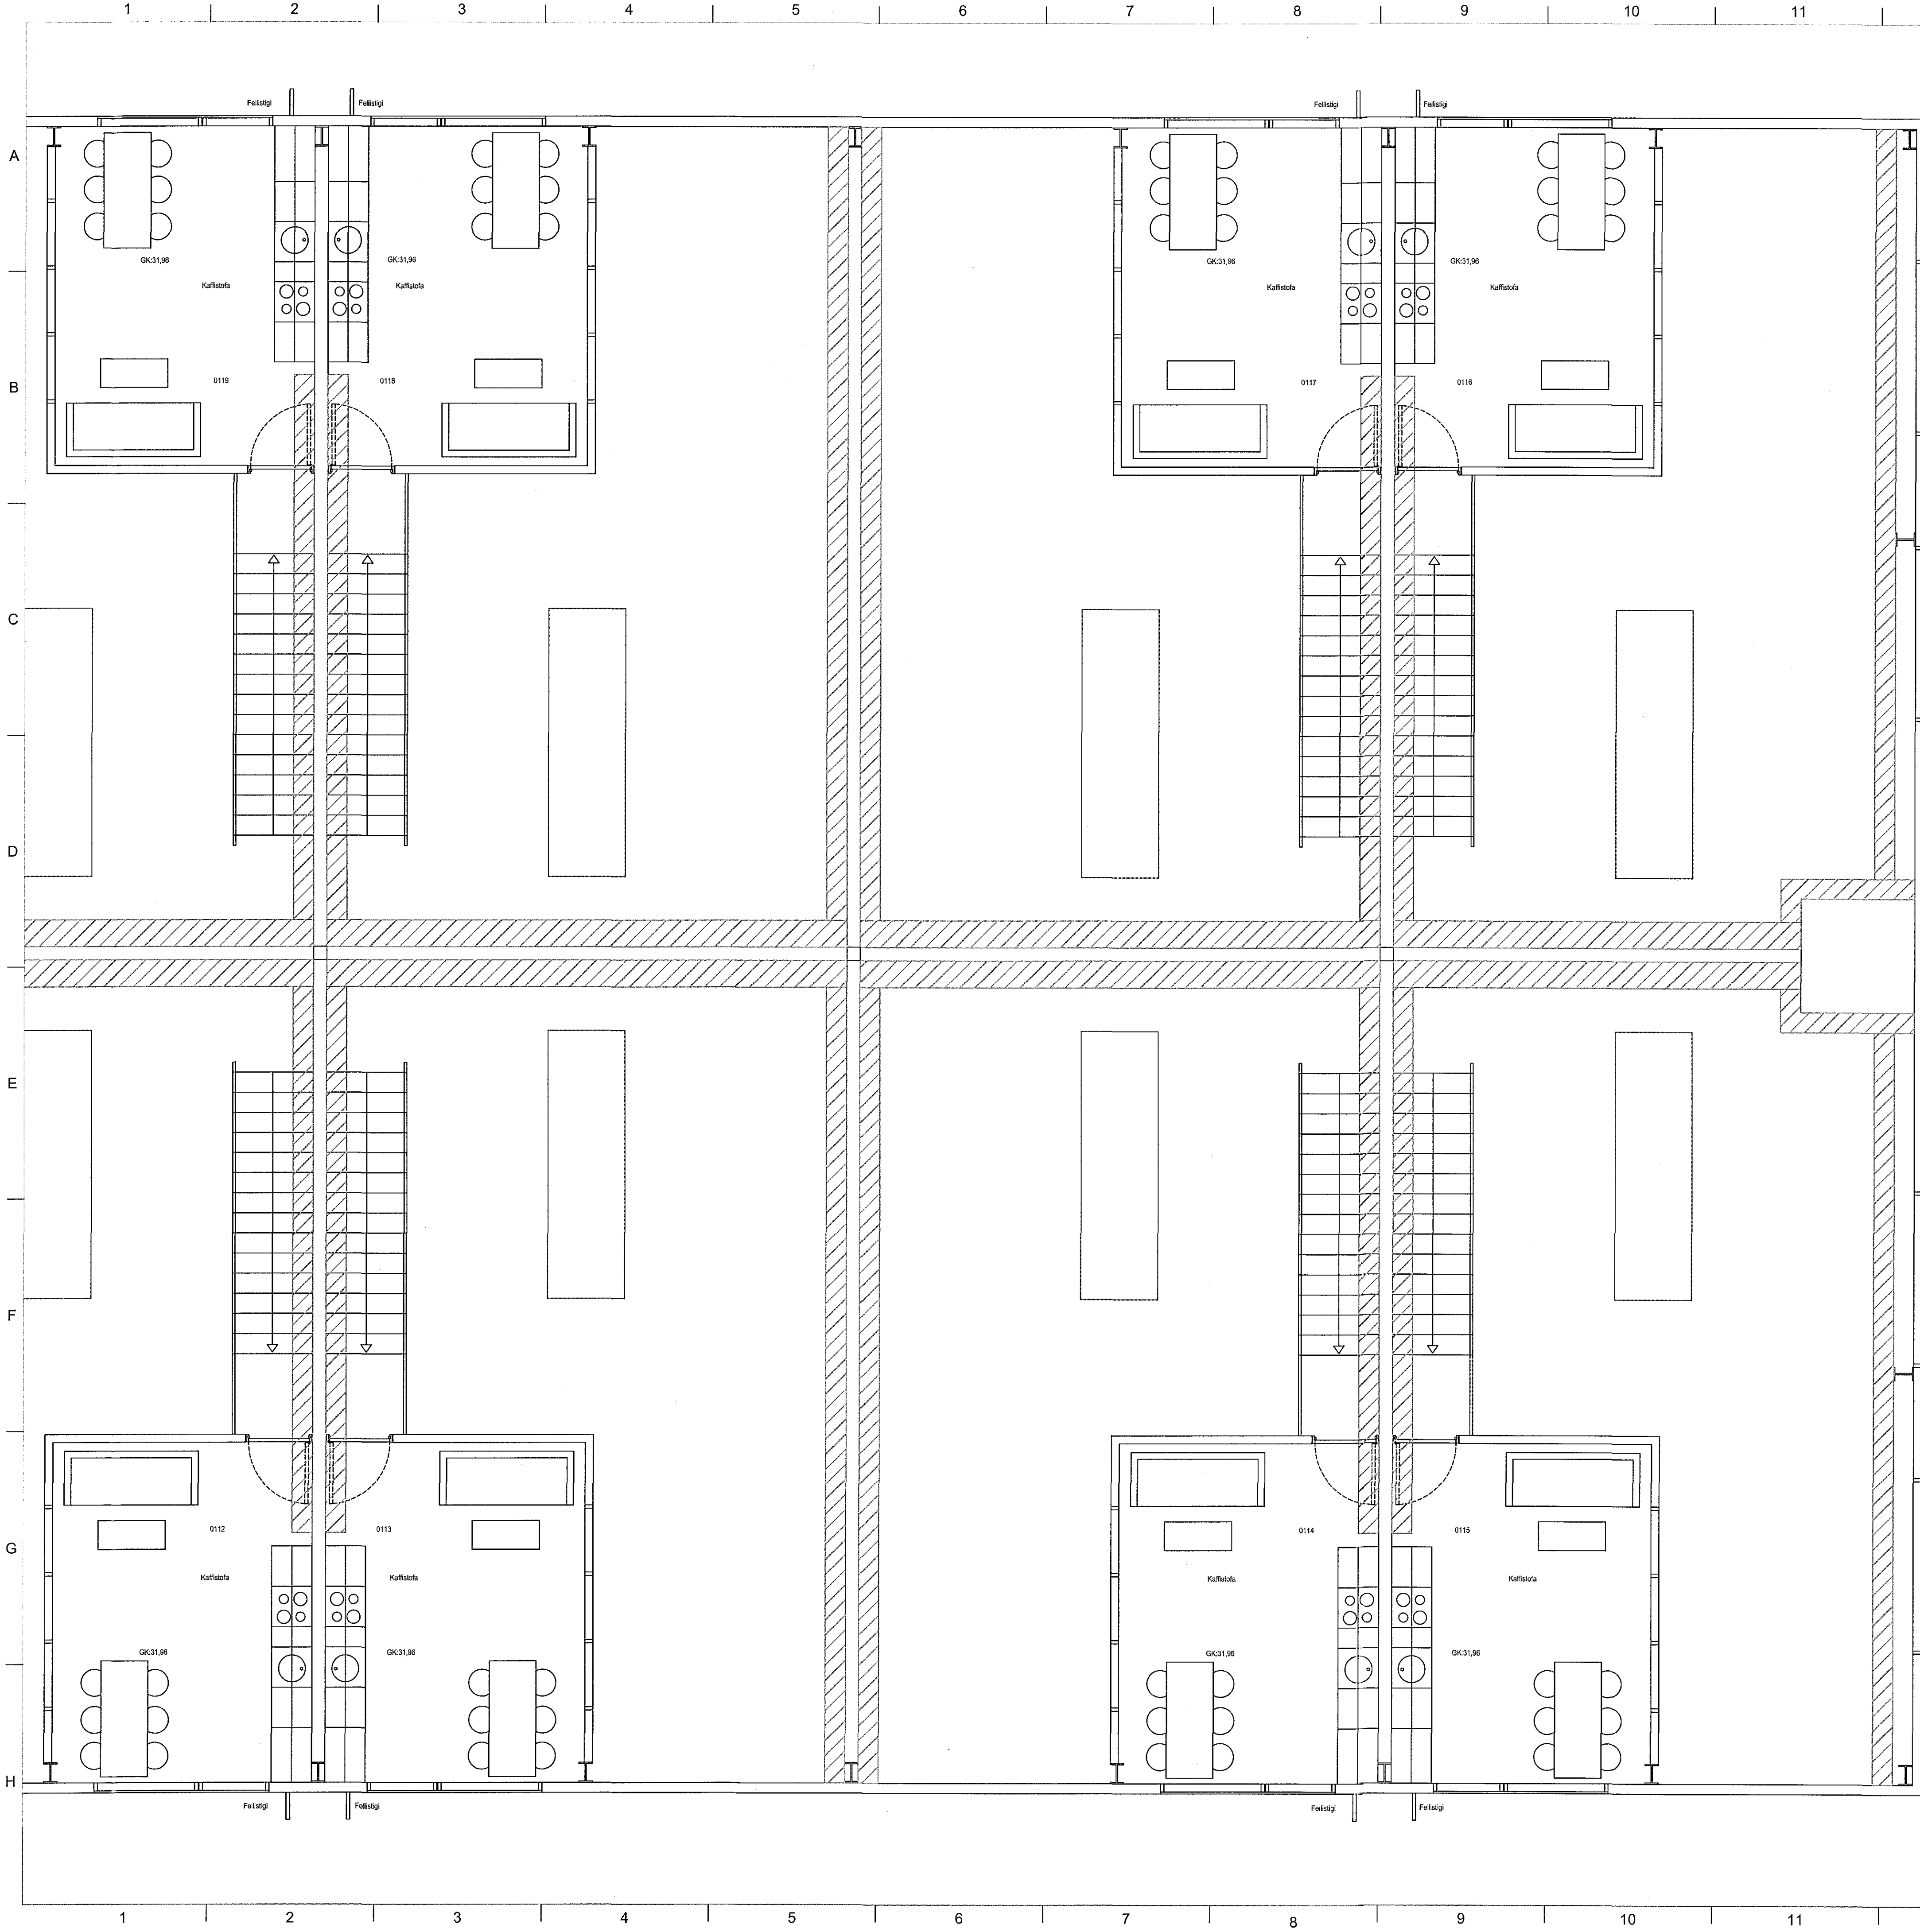 1 2 3 4 5 6 7 8 9 10 11
Fellistigi Fellistigi Fellistigi Fellistigi
A
GK:31,96 GK:31,96 GK:31,96 GK:31,96
Kaffistofa Kaffistofa Kaffistofa Kaffistofa
0119 0118 0117 0116
B
C
D
E
F
0112 0113 0114 0115
G
Kaffistofa Kaffistofa Kaffistofa Kaffistofa
GK:31,96 GK:31,96 GK:31,96 GK:31,96
H
Fellistigi Fellistigi Fellistigi Fellistigi
1 2 3 4 5 6 7 8 9 10 11